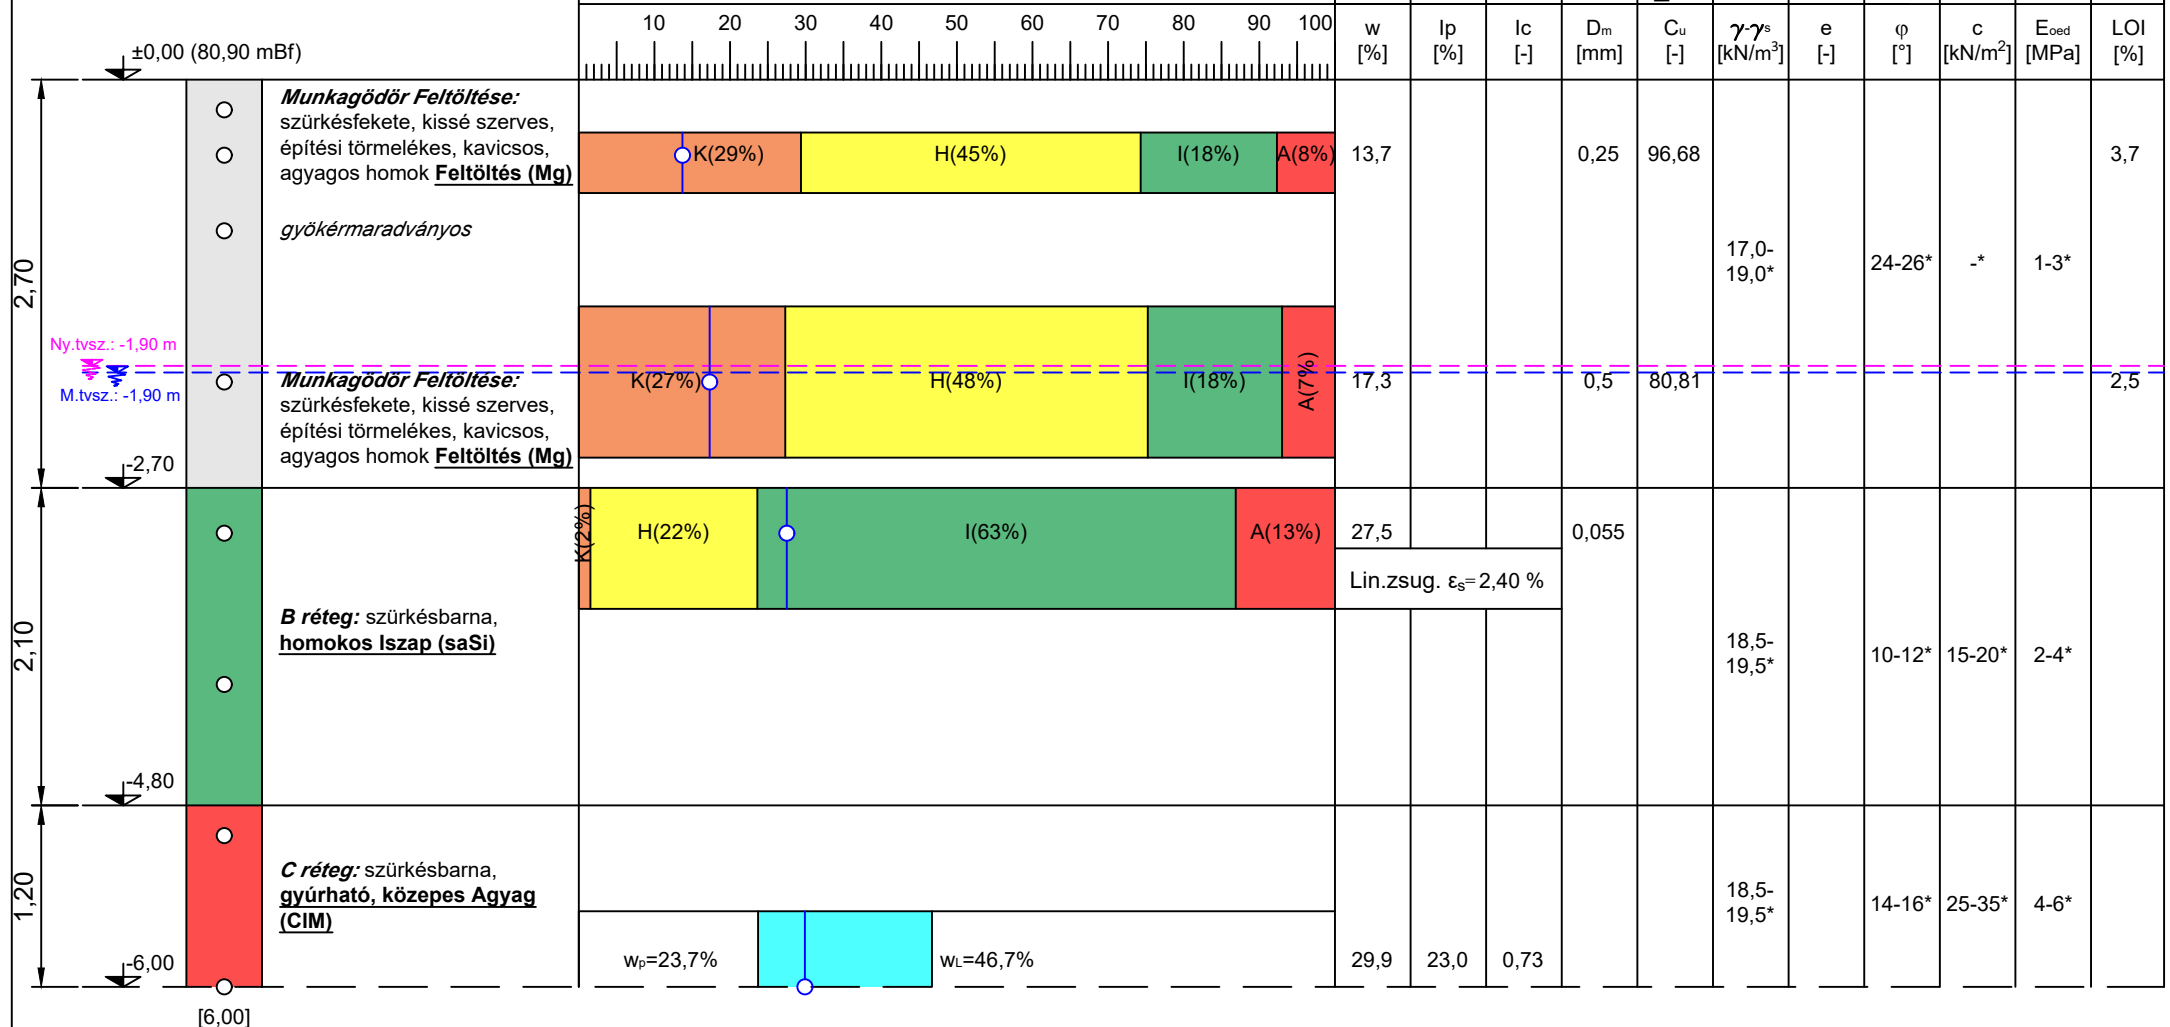 10 20 30 40 50 60 70 80 90 100
w [%]
Ip [%]
Ic [-]
Dm [mm]
Cu [-]
γ-γs [kN/m³]
e [-]
φ [°]
c [kN/m²]
Eoed [MPa]
LOI [%]
±0,00 (80,90 mBf)
Munkagödör Feltöltése:
szürkésfekete, kissé szerves,
építési törmelékes, kavicsos,
agyagos homok Feltöltés (Mg)
K(29%) H(45%) I(18%) A(8%) 13,7 0,25 96,68 3,7
gyökérmaradványos
2,70
17,0-
19,0*
24-26* -* 1-3*
Ny.tvsz.: -1,90 m
M.tvsz.: -1,90 m
Munkagödör Feltöltése:
szürkésfekete, kissé szerves,
építési törmelékes, kavicsos,
agyagos homok Feltöltés (Mg)
K(27%) H(48%) I(18%) A(7%) 17,3 0,5 80,81 2,5
-2,70
K(2%) H(22%) I(63%) A(13%) 27,5 0,055
Lin.zsug. εs=2,40 %
2,10
B réteg: szürkésbarna,
homokos Iszap (saSi)
18,5-
19,5*
10-12* 15-20* 2-4*
-4,80
1,20
C réteg: szürkésbarna,
gyúrható, közepes Agyag
(ClM)
18,5-
19,5*
14-16* 25-35* 4-6*
wp=23,7% wL=46,7% 29,9 23,0 0,73
-6,00
[6,00]